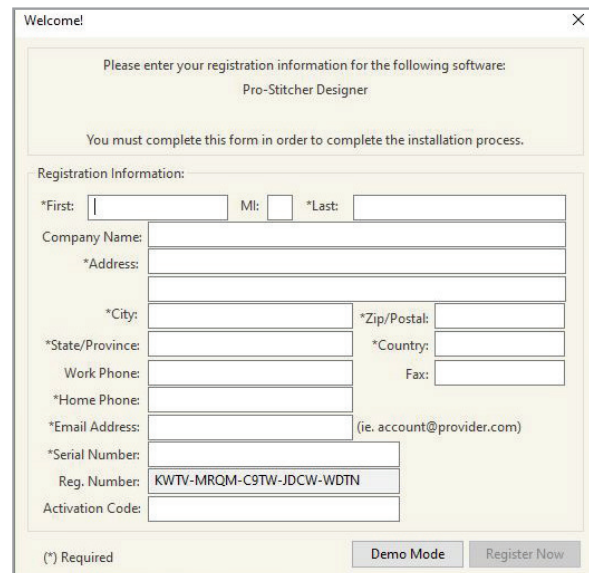 Welcome!
Please enter your registration information for the following software:
Pro-Stitcher Designer
You must complete this form in order to complete the installation process.
Registration Information:
*First: MI: *Last:
Company Name:
*Address:
*City: *Zip/Postal:
*State/Province: *Country:
Work Phone: Fax:
*Home Phone:
*Email Address: (ie. account@provider.com)
*Serial Number:
Reg. Number: KWTV-MRQM-C9TW-JDCW-WDTN
Activation Code:
(*) Required Demo Mode Register Now